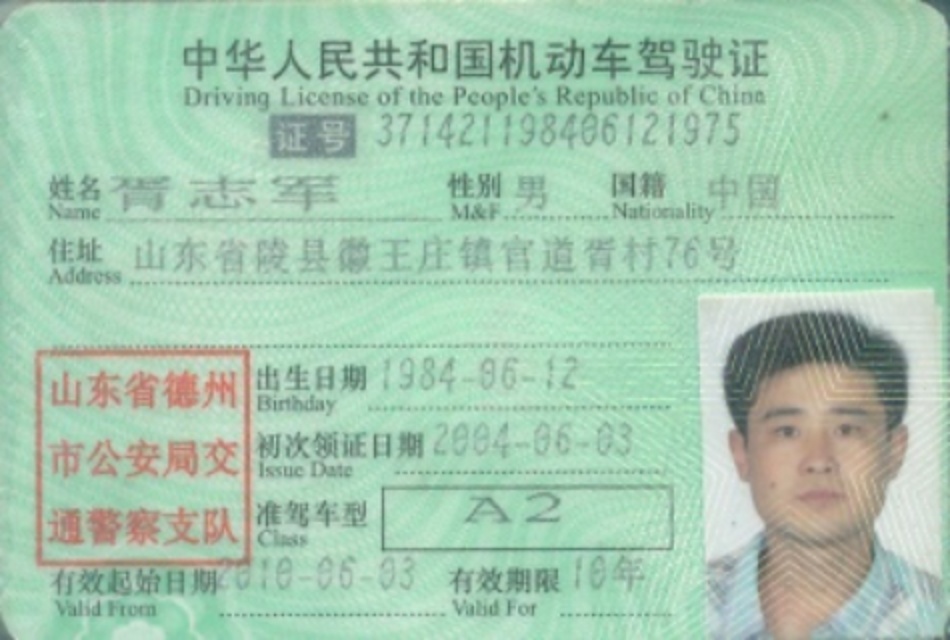 中华人民共和国机动车驾驶证
Driving License of the People's Republic of China
证号 371421198406121975
姓名 胥志军 性别 男 国籍 中国
Name M&F Nationality
住址 山东省陵县徽王庄镇官道胥村76号
Address
山东省德州
市公安局交
通警察支队
出生日期 1984-06-12
Birthday
初次领证日期 2004-06-03
Issue Date
准驾车型 A2
Class
有效起始日期 2010-06-03 有效期限 10年
Valid From Valid For